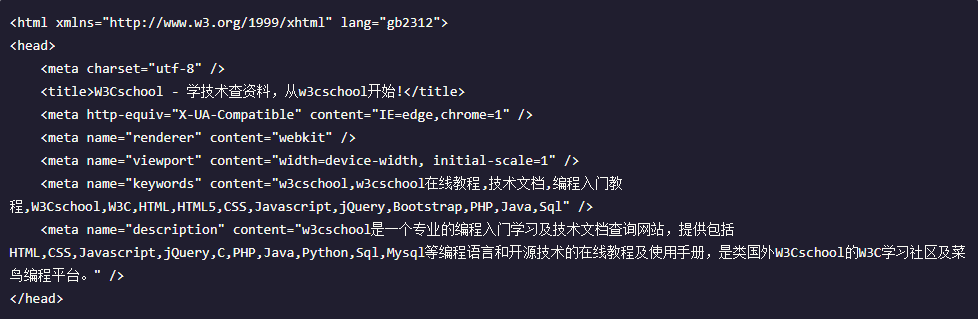 <html xmlns="http://www.w3.org/1999/xhtml" lang="gb2312">
<head>
    <meta charset="utf-8" />
    <title>W3Cschool - 学技术查资料，从w3cschool开始!</title>
    <meta http-equiv="X-UA-Compatible" content="IE=edge,chrome=1" />
    <meta name="renderer" content="webkit" />
    <meta name="viewport" content="width=device-width, initial-scale=1" />
    <meta name="keywords" content="w3cschool,w3cschool在线教程,技术文档,编程入门教
程,W3Cschool,W3C,HTML,HTML5,CSS,Javascript,jQuery,Bootstrap,PHP,Java,Sql" />
    <meta name="description" content="w3cschool是一个专业的编程入门学习及技术文档查询网站，提供包括
HTML,CSS,Javascript,jQuery,C,PHP,Java,Python,Sql,Mysql等编程语言和开源技术的在线教程及使用手册，是类国外W3Cschool的W3C学习社区及菜
鸟编程平台。" />
</head>